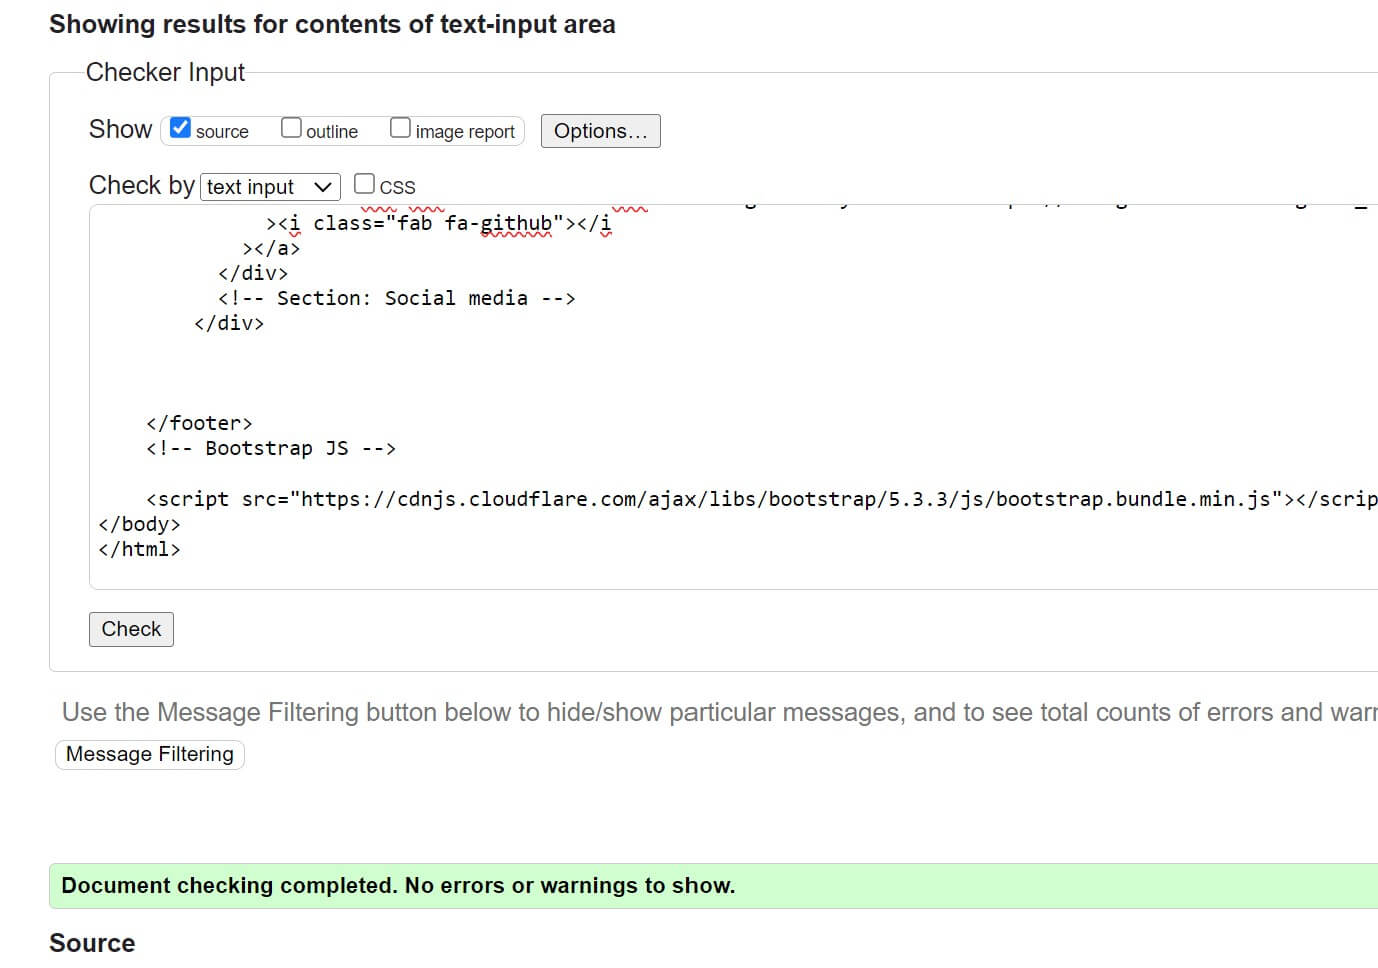 Showing results for contents of text-input area
Checker Input
Show source outline image report Options...
Check by text input CSS
><i class="fab fa-github"></i
></a>
</div>
<!-- Section: Social media -->
</div>
</footer>
<!-- Bootstrap JS -->
<script src="https://cdnjs.cloudflare.com/ajax/libs/bootstrap/5.3.3/js/bootstrap.bundle.min.js"></scrip
</body>
</html>
Check
Use the Message Filtering button below to hide/show particular messages, and to see total counts of errors and warr
Message Filtering
Document checking completed. No errors or warnings to show.
Source